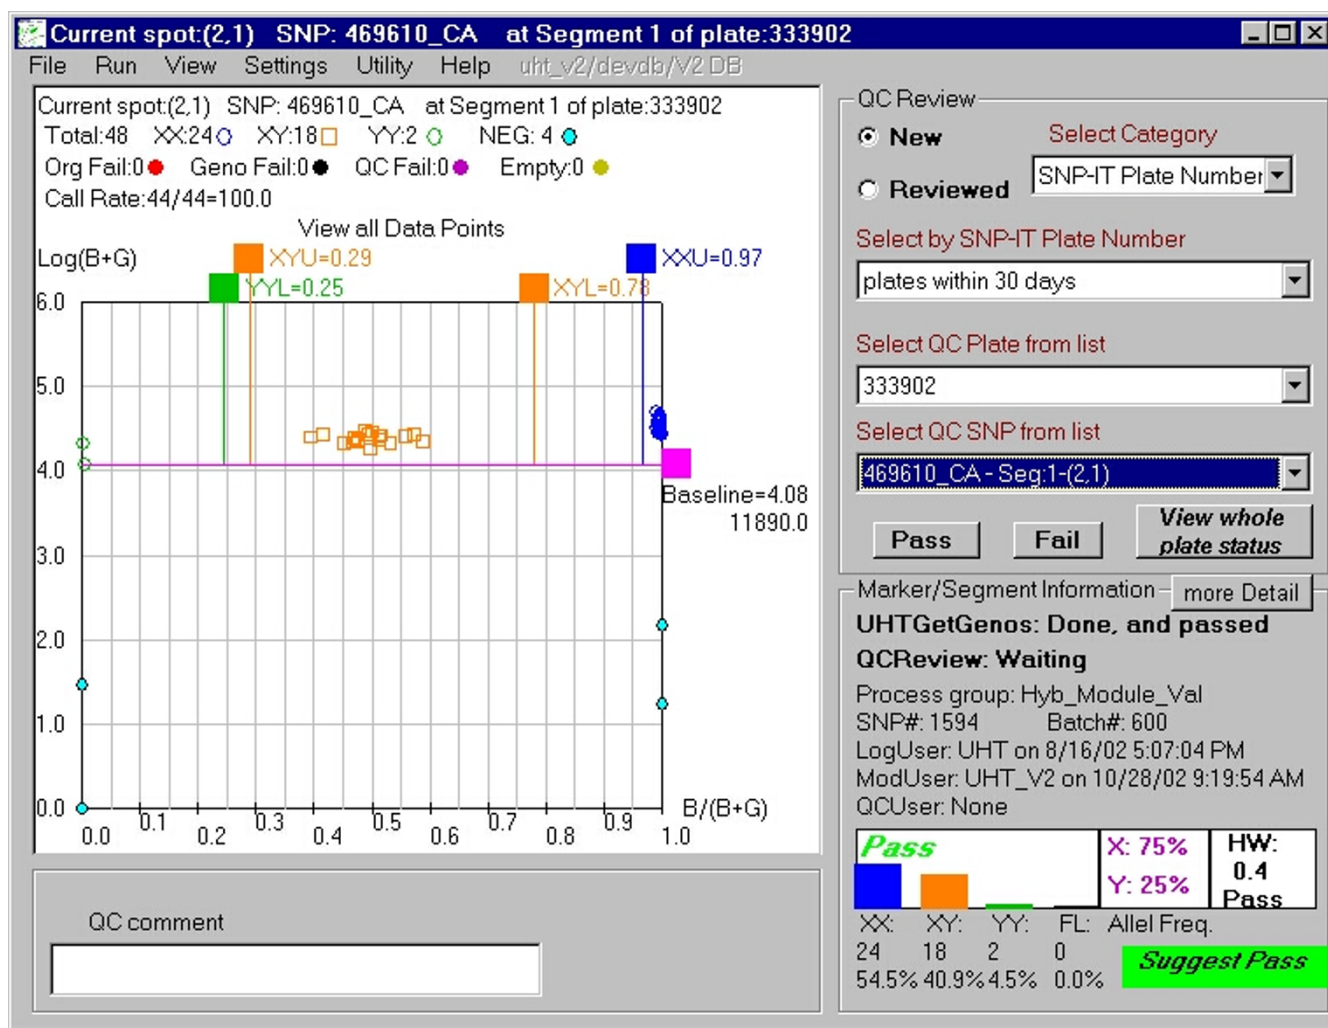 Current spot:(2,1) SNP: 469610_CA at Segment 1 of plate:333902
File Run View Settings Utility Help uht_v2/devdb/V2 DB
Current spot:(2,1) SNP: 469610_CA at Segment 1 of plate:333902
Total:48 XX:24 XY:18 YY:2 NEG: 4
Org Fail:0 Geno Fail:0 QC Fail:0 Empty:0
Call Rate:44/44=100.0
View all Data Points
Log(B+G)
XYU=0.29
XXU=0.97
YYL=0.25
XYL=0.78
6.0
5.0
4.0
3.0
2.0
1.0
0.0
Baseline=4.08
11890.0
0.0 0.1 0.2 0.3 0.4 0.5 0.6 0.7 0.8 0.9 1.0
B/(B+G)
QC comment
QC Review
New
Reviewed
Select Category
SNP-IT Plate Number
Select by SNP-IT Plate Number
plates within 30 days
Select QC Plate from list
333902
Select QC SNP from list
469610_CA - Seg:1-(2,1)
Pass
Fail
View whole
plate status
Marker/Segment Information
more Detail
UHTGetGenos: Done, and passed
QCReview: Waiting
Process group: Hyb_Module_Val
SNP#: 1594 Batch#: 600
LogUser: UHT on 8/16/02 5:07:04 PM
ModUser: UHT_V2 on 10/28/02 9:19:54 AM
QCUser: None
Pass
X: 75%
Y: 25%
HW:
0.4
Pass
XX: XY: YY: FL: Allel Freq.
24 18 2 0
54.5% 40.9% 4.5% 0.0%
Suggest Pass